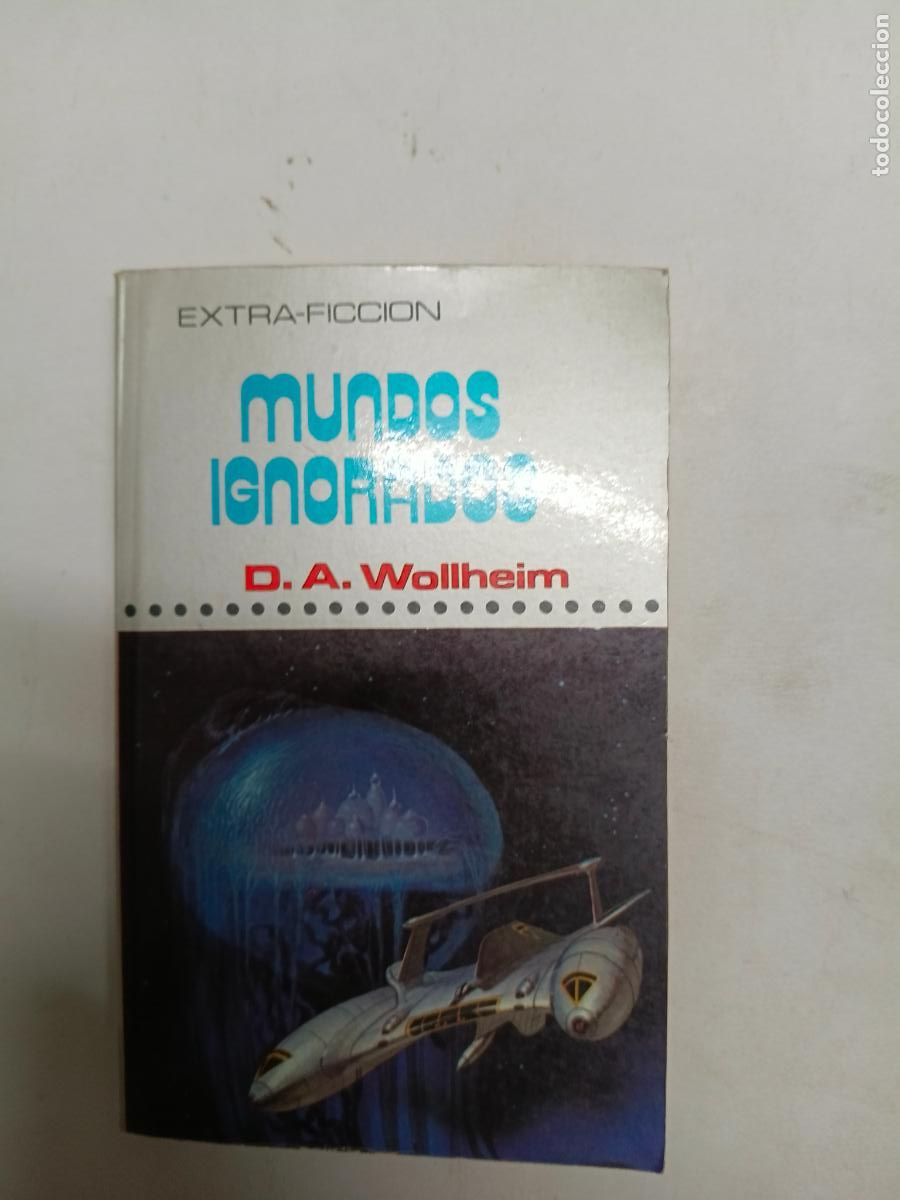 EXTRA-FICCION
MUNDOS
IGNORADOS
D. A. Wollheim
todocoleccion